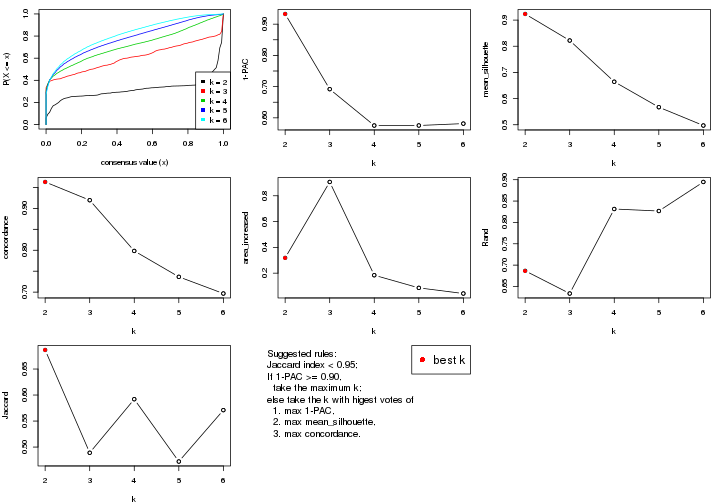 P(X <= x)
1.0
0.8
0.6
0.4
0.2
0.0
k = 2
k = 3
k = 4
k = 5
k = 6
0.0 0.2 0.4 0.6 0.8 1.0
consensus value (x)
1-PAC
0.90
0.80
0.70
0.60
2 3 4 5 6
k
mean_silhouette
0.9
0.8
0.7
0.6
0.5
2 3 4 5 6
k
concordance
0.90
0.80
0.70
2 3 4 5 6
k
area_increased
0.8
0.6
0.4
0.2
2 3 4 5 6
k
Rand
0.90
0.85
0.80
0.75
0.70
0.65
2 3 4 5 6
k
Jaccard
0.65
0.60
0.55
0.50
2 3 4 5 6
k
Suggested rules:
Jaccard index < 0.95;
If 1-PAC >= 0.90,
take the maximum k;
else take the k with higest votes of
1. max 1-PAC,
2. max mean_silhouette,
3. max concordance.
best k